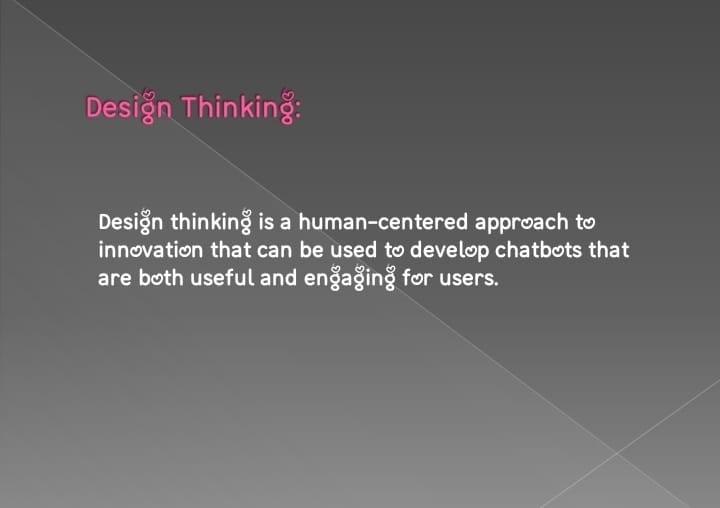 Design Thinking:
Design thinking is a human-centered approach to
innovation that can be used to develop chatbots that
are both useful and engaging for users.